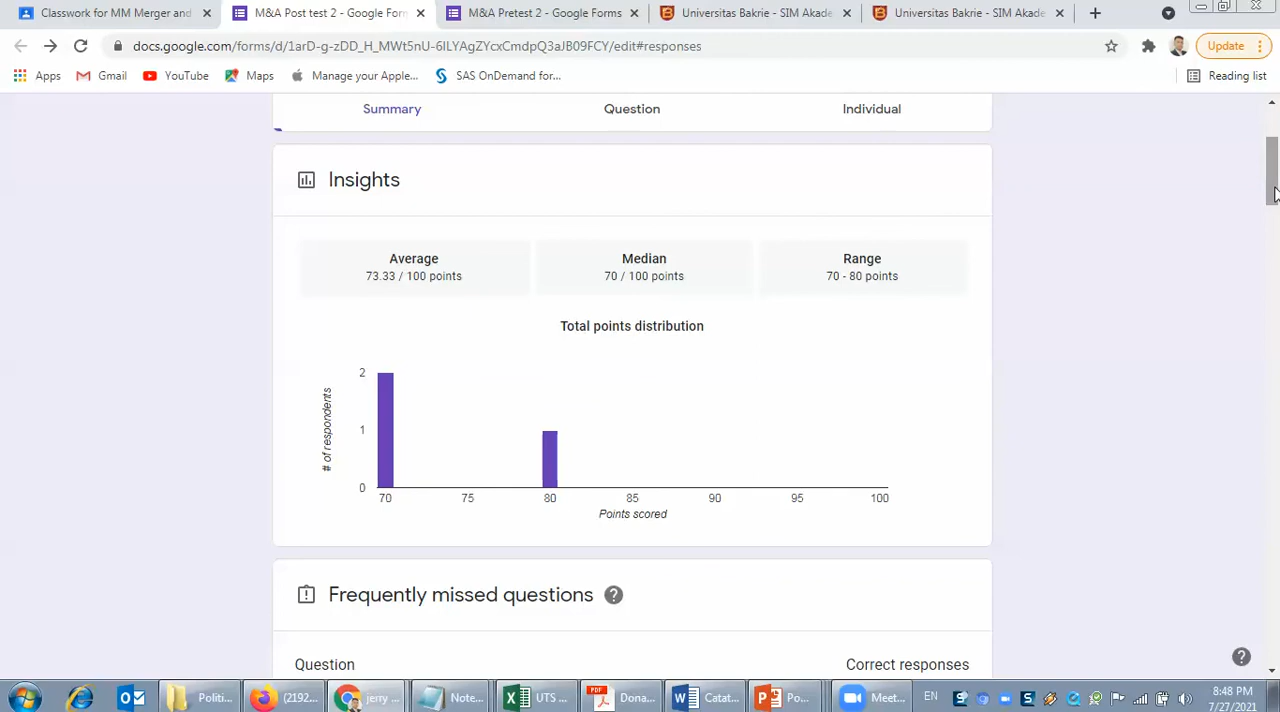 Classwork for MM Merger and
M&A Post test 2 - Google Form
M&A Pretest 2 - Google Forms
Universitas Bakrie - SIM Akade
Universitas Bakrie - SIM Akade
docs.google.com/forms/d/1arD-g-zDD_H_MWt5nU-6ILYAgZYcxCmdpQ3aJB09FCY/edit#responses
Update
Apps
Gmail
YouTube
Maps
Manage your Apple...
SAS OnDemand for...
Reading list
Summary
Question
Individual
Insights
Average
73.33 / 100 points
Median
70 / 100 points
Range
70 - 80 points
Total points distribution
# of respondents
2
1
0
70 75 80 85 90 95 100
Points scored
Frequently missed questions
Question
Correct responses
Politi...
(2192...
jerry ...
Note...
UTS ...
Dona...
Catat...
Po...
Meet...
EN
8:48 PM
7/27/2021